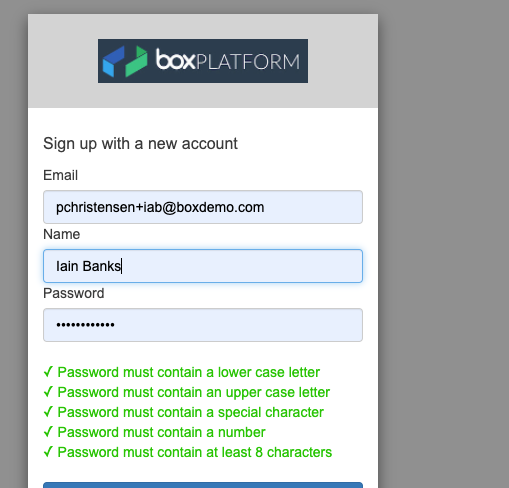 boxPLATFORM
Sign up with a new account
Email
pchristensen+iab@boxdemo.com
Name
Iain Banks
Password
••••••••••••
✓ Password must contain a lower case letter
✓ Password must contain an upper case letter
✓ Password must contain a special character
✓ Password must contain a number
✓ Password must contain at least 8 characters